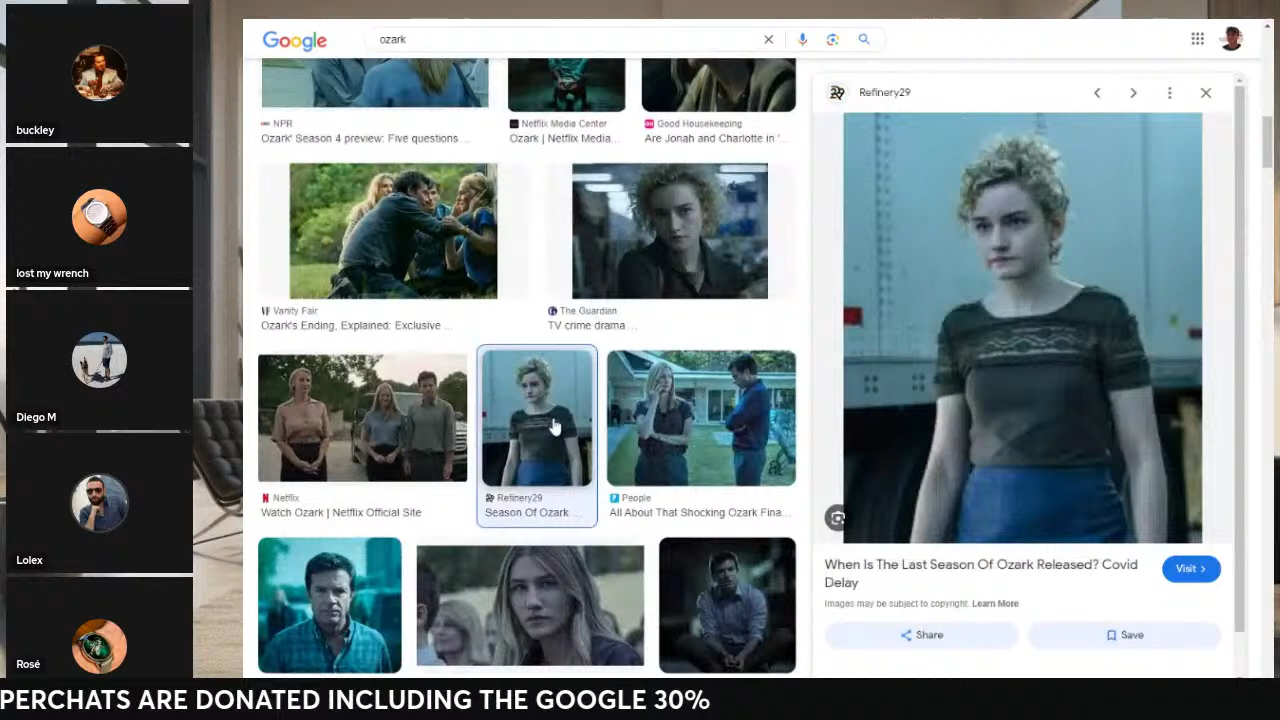 buckley
lost my wrench
Diego M
Lolex
Rosé
Google
ozark
NPR
Ozark' Season 4 preview: Five questions ...
Netflix Media Center
Ozark | Netflix Media...
Good Housekeeping
Are Jonah and Charlotte in '...
Vanity Fair
Ozark's Ending, Explained: Exclusive ...
The Guardian
TV crime drama ...
Netflix
Watch Ozark | Netflix Official Site
Refinery29
Season Of Ozark ...
People
All About That Shocking Ozark Fina...
29
Refinery29
When Is The Last Season Of Ozark Released? Covid
Delay
Visit
Images may be subject to copyright. Learn More
Share
Save
PERCHATS ARE DONATED INCLUDING THE GOOGLE 30%